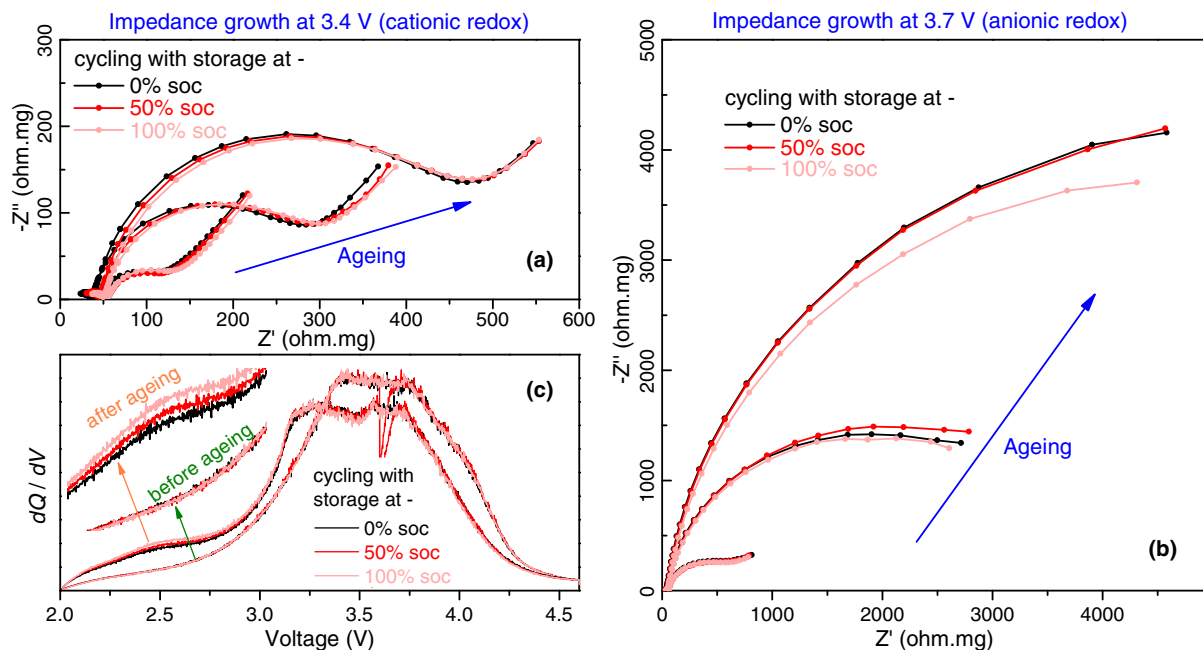 Impedance growth at 3.4 V (cationic redox)
300
200
100
0
-Z'' (ohm.mg)
cycling with storage at -
0% soc
50% soc
100% soc
Ageing
(a)
0 100 200 300 400 500 600
Z' (ohm.mg)
dQ / dV
after ageing
before ageing
(c)
cycling with
storage at -
0% soc
50% soc
100% soc
2.0 2.5 3.0 3.5 4.0 4.5
Voltage (V)
Impedance growth at 3.7 V (anionic redox)
5000
4000
3000
2000
1000
0
-Z'' (ohm.mg)
cycling with storage at -
0% soc
50% soc
100% soc
Ageing
(b)
0 1000 2000 3000 4000
Z' (ohm.mg)